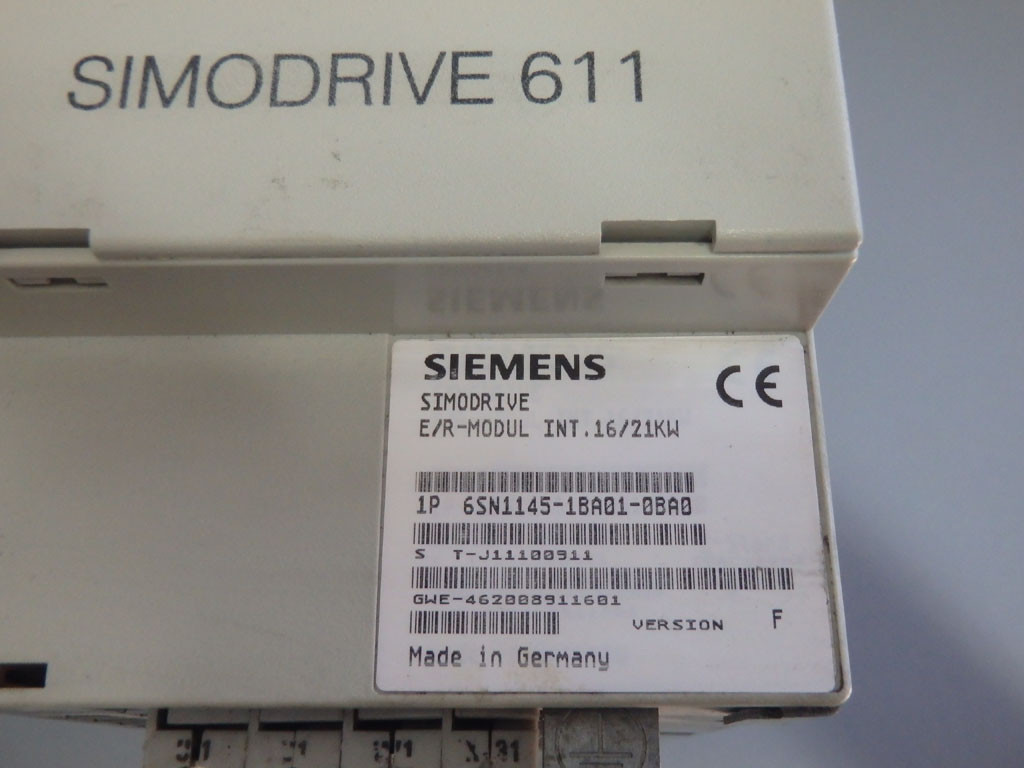 SIMODRIVE 611
SIEMENS
CE
SIMODRIVE
E/R-MODUL INT.16/21KW
1P 6SN1145-1BA01-0BA0
S T-J11100911
GWE-462008911601
VERSION F
Made in Germany